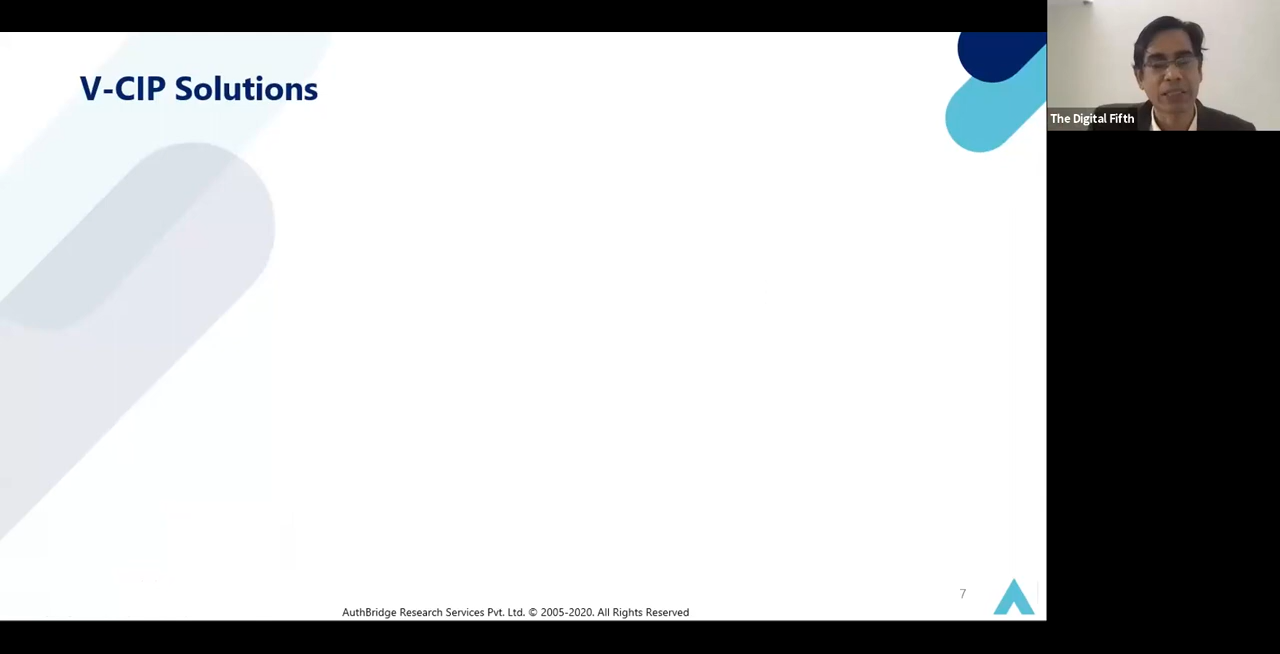 V-CIP Solutions
The Digital Fifth
7
AuthBridge Research Services Pvt. Ltd. © 2005-2020. All Rights Reserved